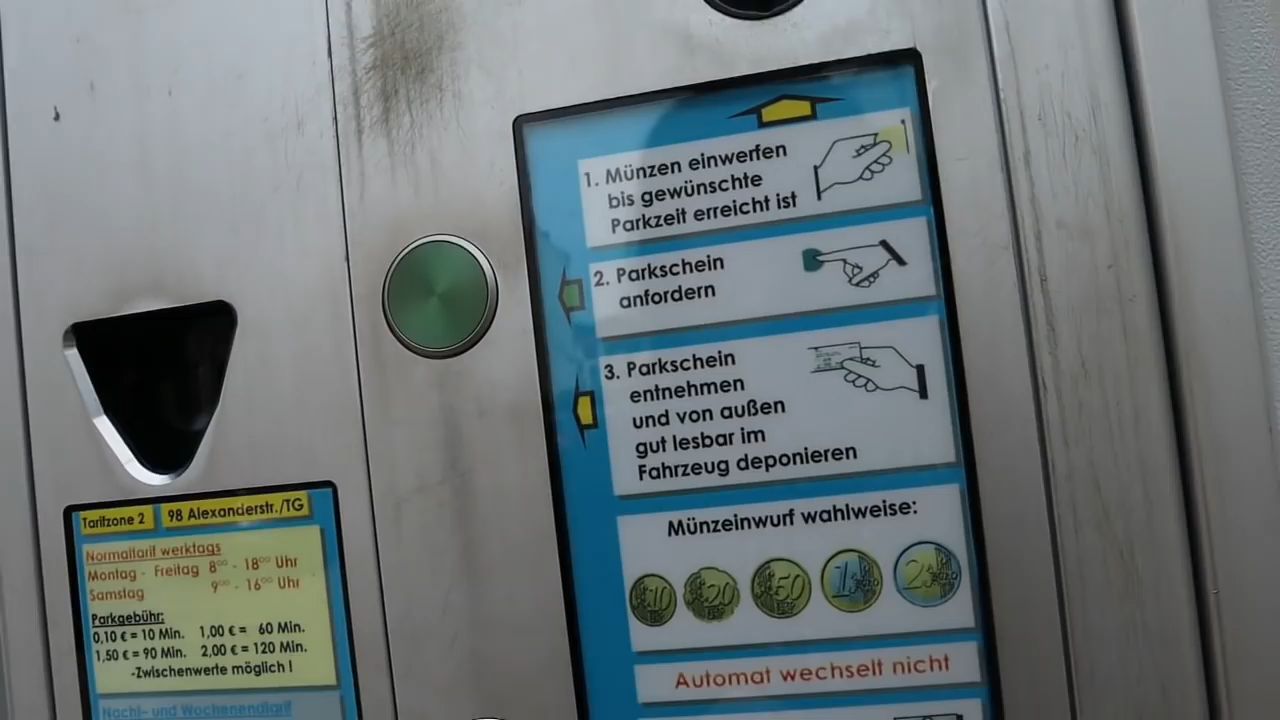 1. Münzen einwerfen
bis gewünschte
Parkzeit erreicht ist
2. Parkschein
anfordern
3. Parkschein
entnehmen
und von außen
gut lesbar im
Fahrzeug deponieren
Münzeinwurf wahlweise:
10 20 50 1 2
Automat wechselt nicht
Tarifzone 2 98 Alexanderstr./TG
Normaltarif werktags
Montag - Freitag 8⁰⁰ - 18⁰⁰ Uhr
Samstag 9⁰⁰ - 16⁰⁰ Uhr
Parkgebühr:
0,10 € = 10 Min. 1,00 € = 60 Min.
1,50 € = 90 Min. 2,00 € = 120 Min.
-Zwischenwerte möglich !
Nacht- und Wochenendtarif